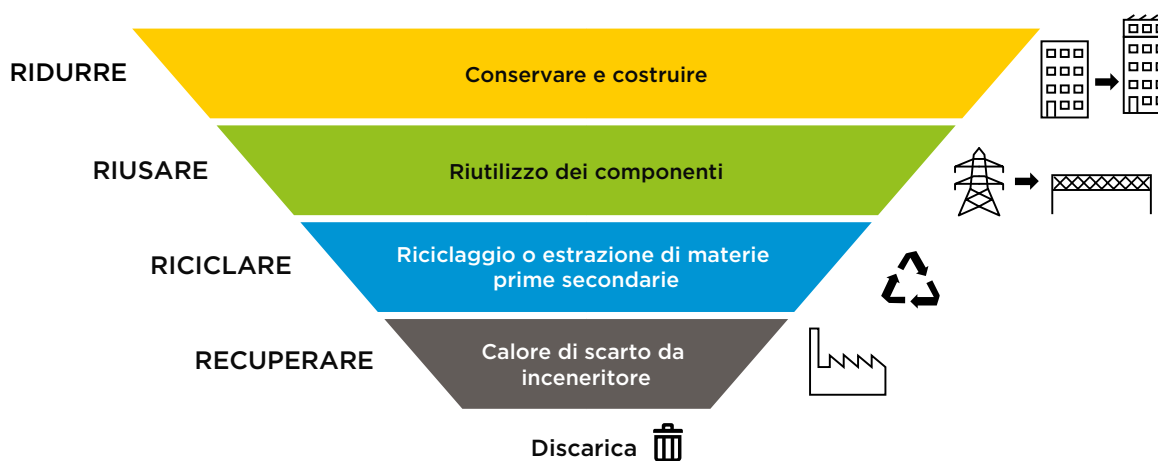 RIDURRE
Conservare e costruire
RIUSARE
Riutilizzo dei componenti
RICICLARE
Riciclaggio o estrazione di materie
prime secondarie
RECUPERARE
Calore di scarto da
inceneritore
Discarica